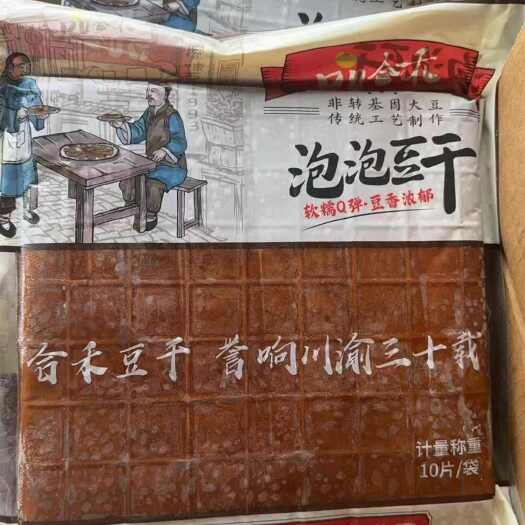 合禾
非转基因大豆
传统工艺制作
泡泡豆干
软糯Q弹·豆香浓郁
合禾豆干 誉响川渝三十载
计量称重
10片/袋